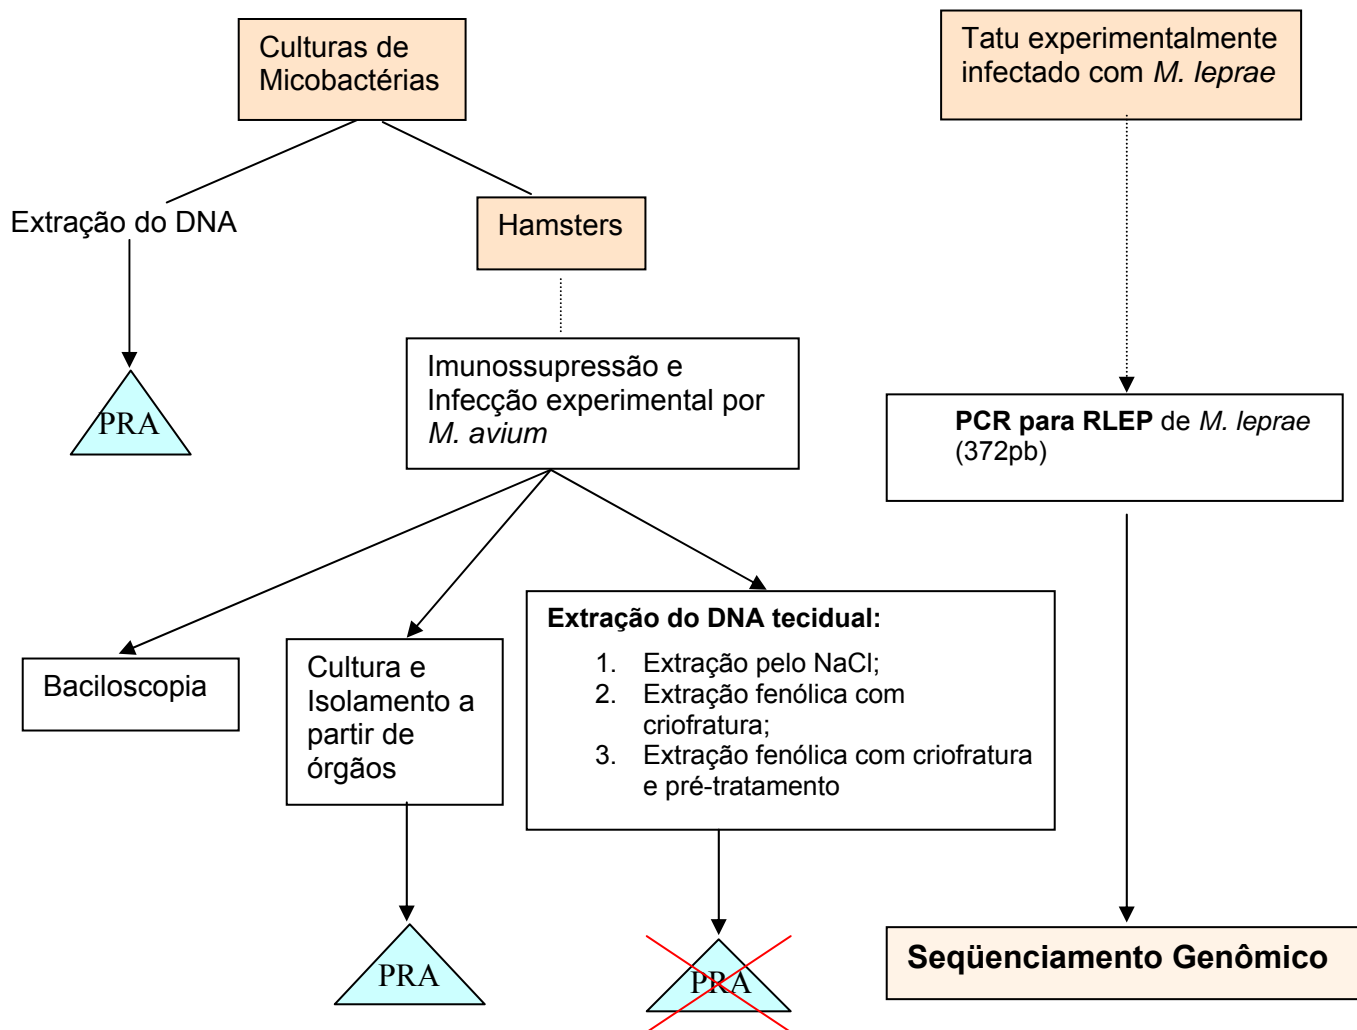 Culturas de
Micobactérias
Tatu experimentalmente
infectado com M. leprae
Extração do DNA
Hamsters
PRA
Imunossupressão e
Infecção experimental por
M. avium
PCR para RLEP de M. leprae
(372pb)
Baciloscopia
Cultura e
Isolamento a
partir de
órgãos
Extração do DNA tecidual:
1. Extração pelo NaCl;
2. Extração fenólica com
criofratura;
3. Extração fenólica com criofratura
e pré-tratamento
PRA
PRA
Seqüenciamento Genômico